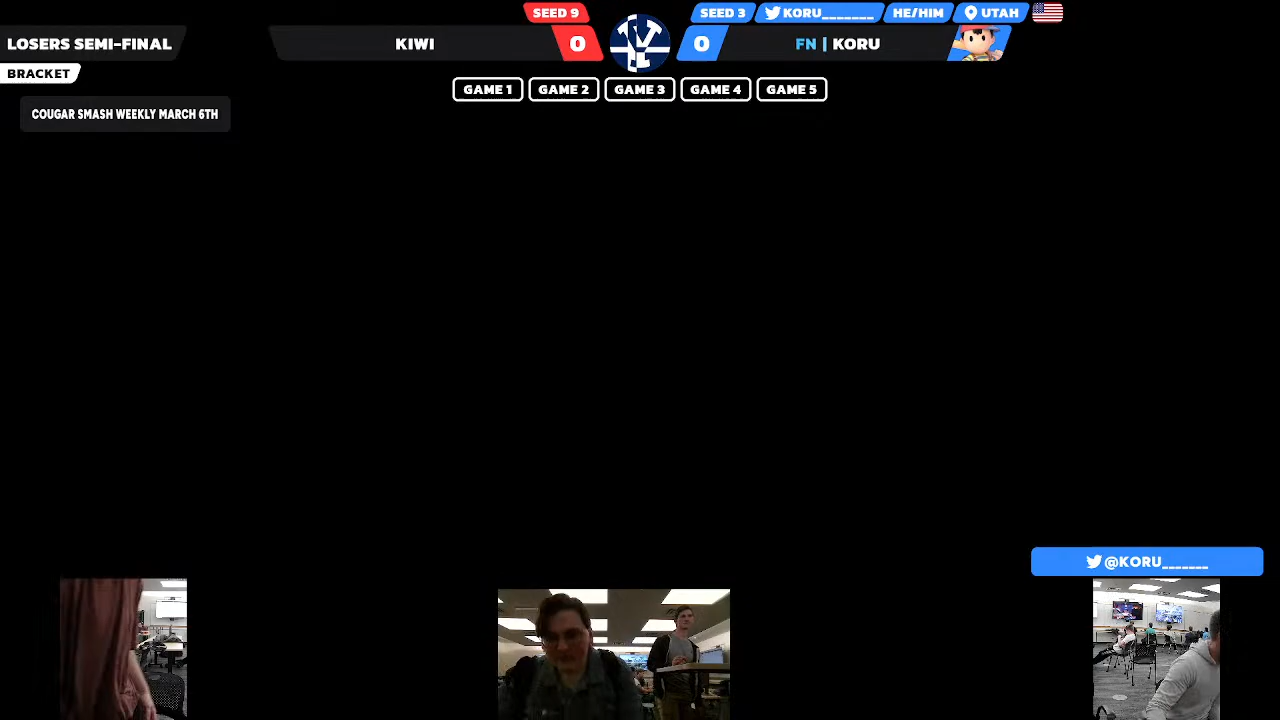 SEED 9
SEED 3
KORU_______
HE/HIM
UTAH
LOSERS SEMI-FINAL
KIWI
0
0
FN | KORU
BRACKET
GAME 1
GAME 2
GAME 3
GAME 4
GAME 5
COUGAR SMASH WEEKLY MARCH 6TH
@KORU_______